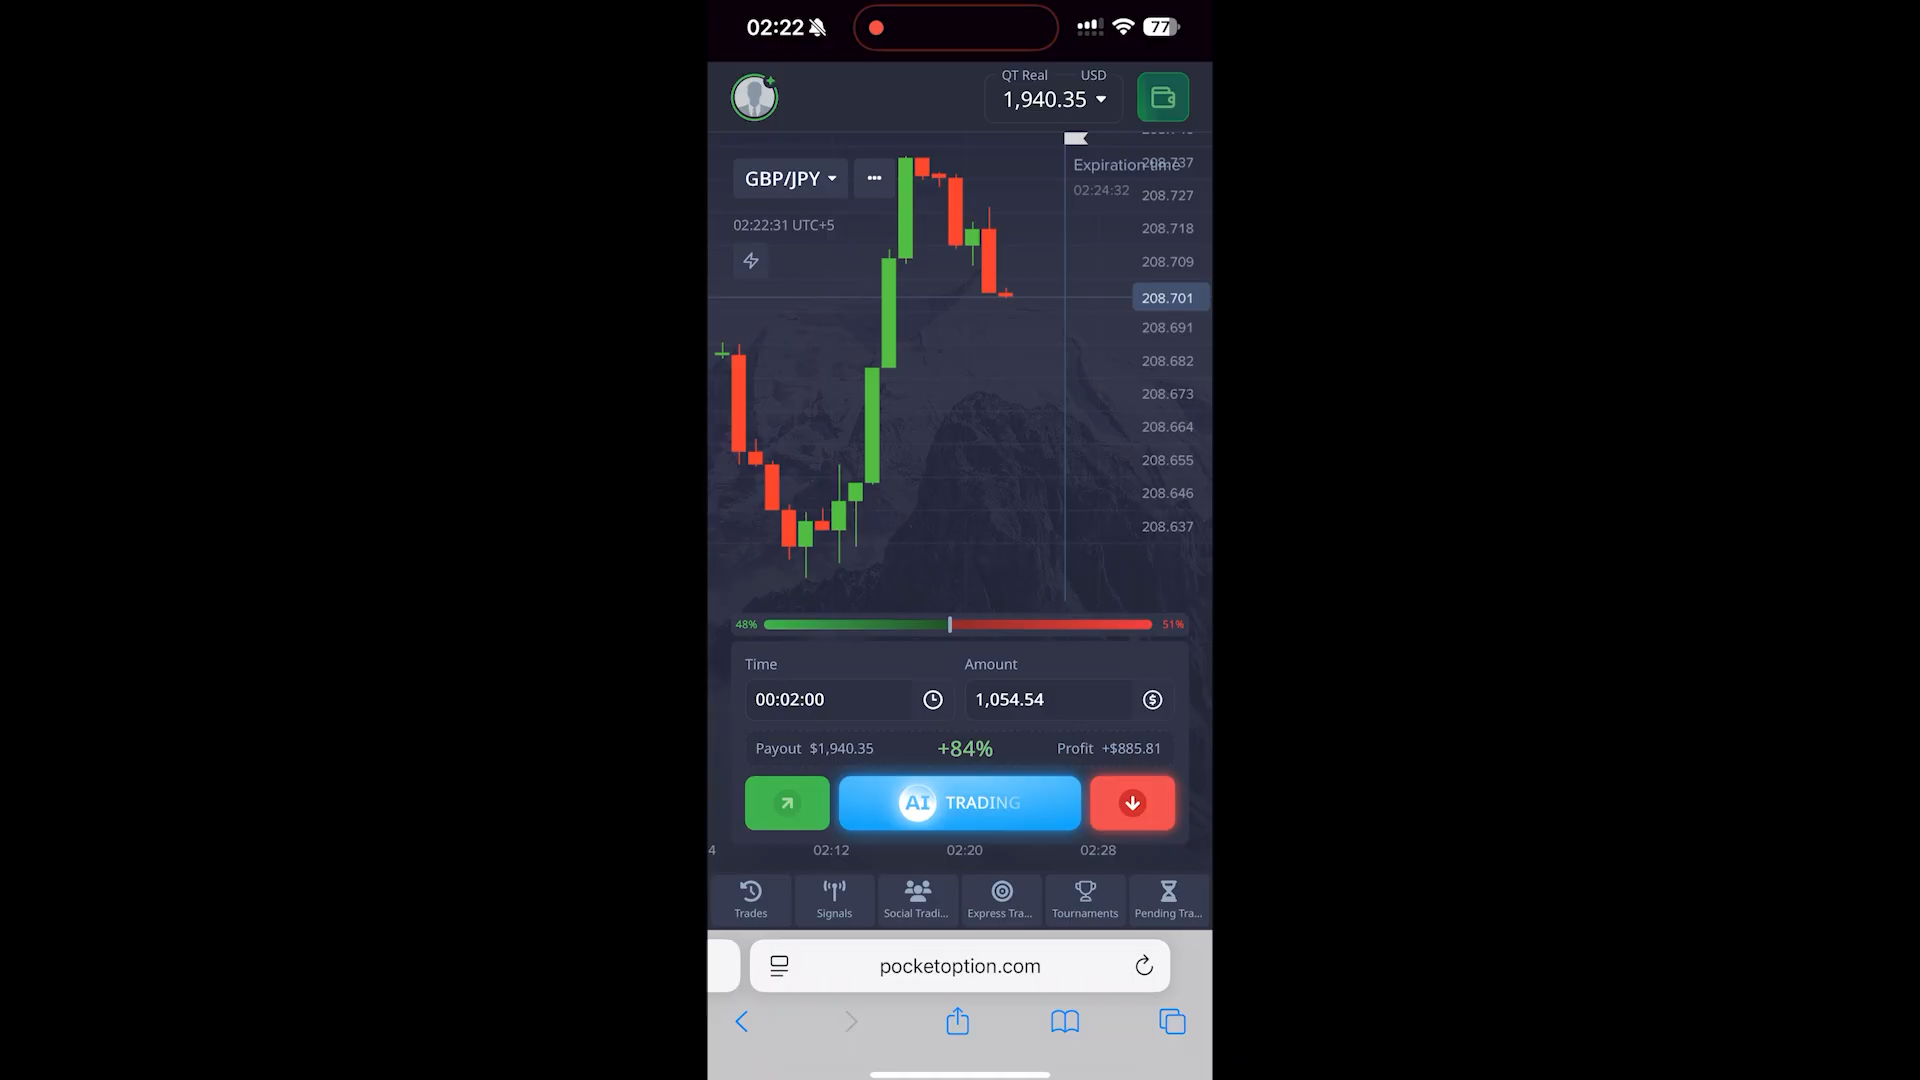 02:22
77
QT Real USD
1,940.35
GBP/JPY
Expiration time
02:24:32
02:22:31 UTC+5
208.737
208.727
208.718
208.709
208.701
208.691
208.682
208.673
208.664
208.655
208.646
208.637
48%
51%
Time Amount
00:02:00 1,054.54
Payout $1,940.35 +84% Profit +$885.81
AI TRADING
4 02:12 02:20 02:28
Trades Signals Social Tradi... Express Tra... Tournaments Pending Tra...
pocketoption.com